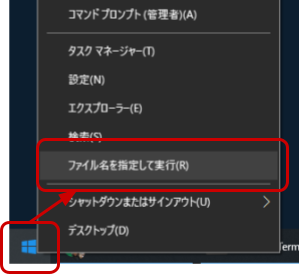 コマンド プロンプト (管理者)(A)
タスク マネージャー(T)
設定(N)
エクスプローラー(E)
検索(S)
ファイル名を指定して実行(R)
シャットダウンまたはサインアウト(U)
デスクトップ(D)
Term